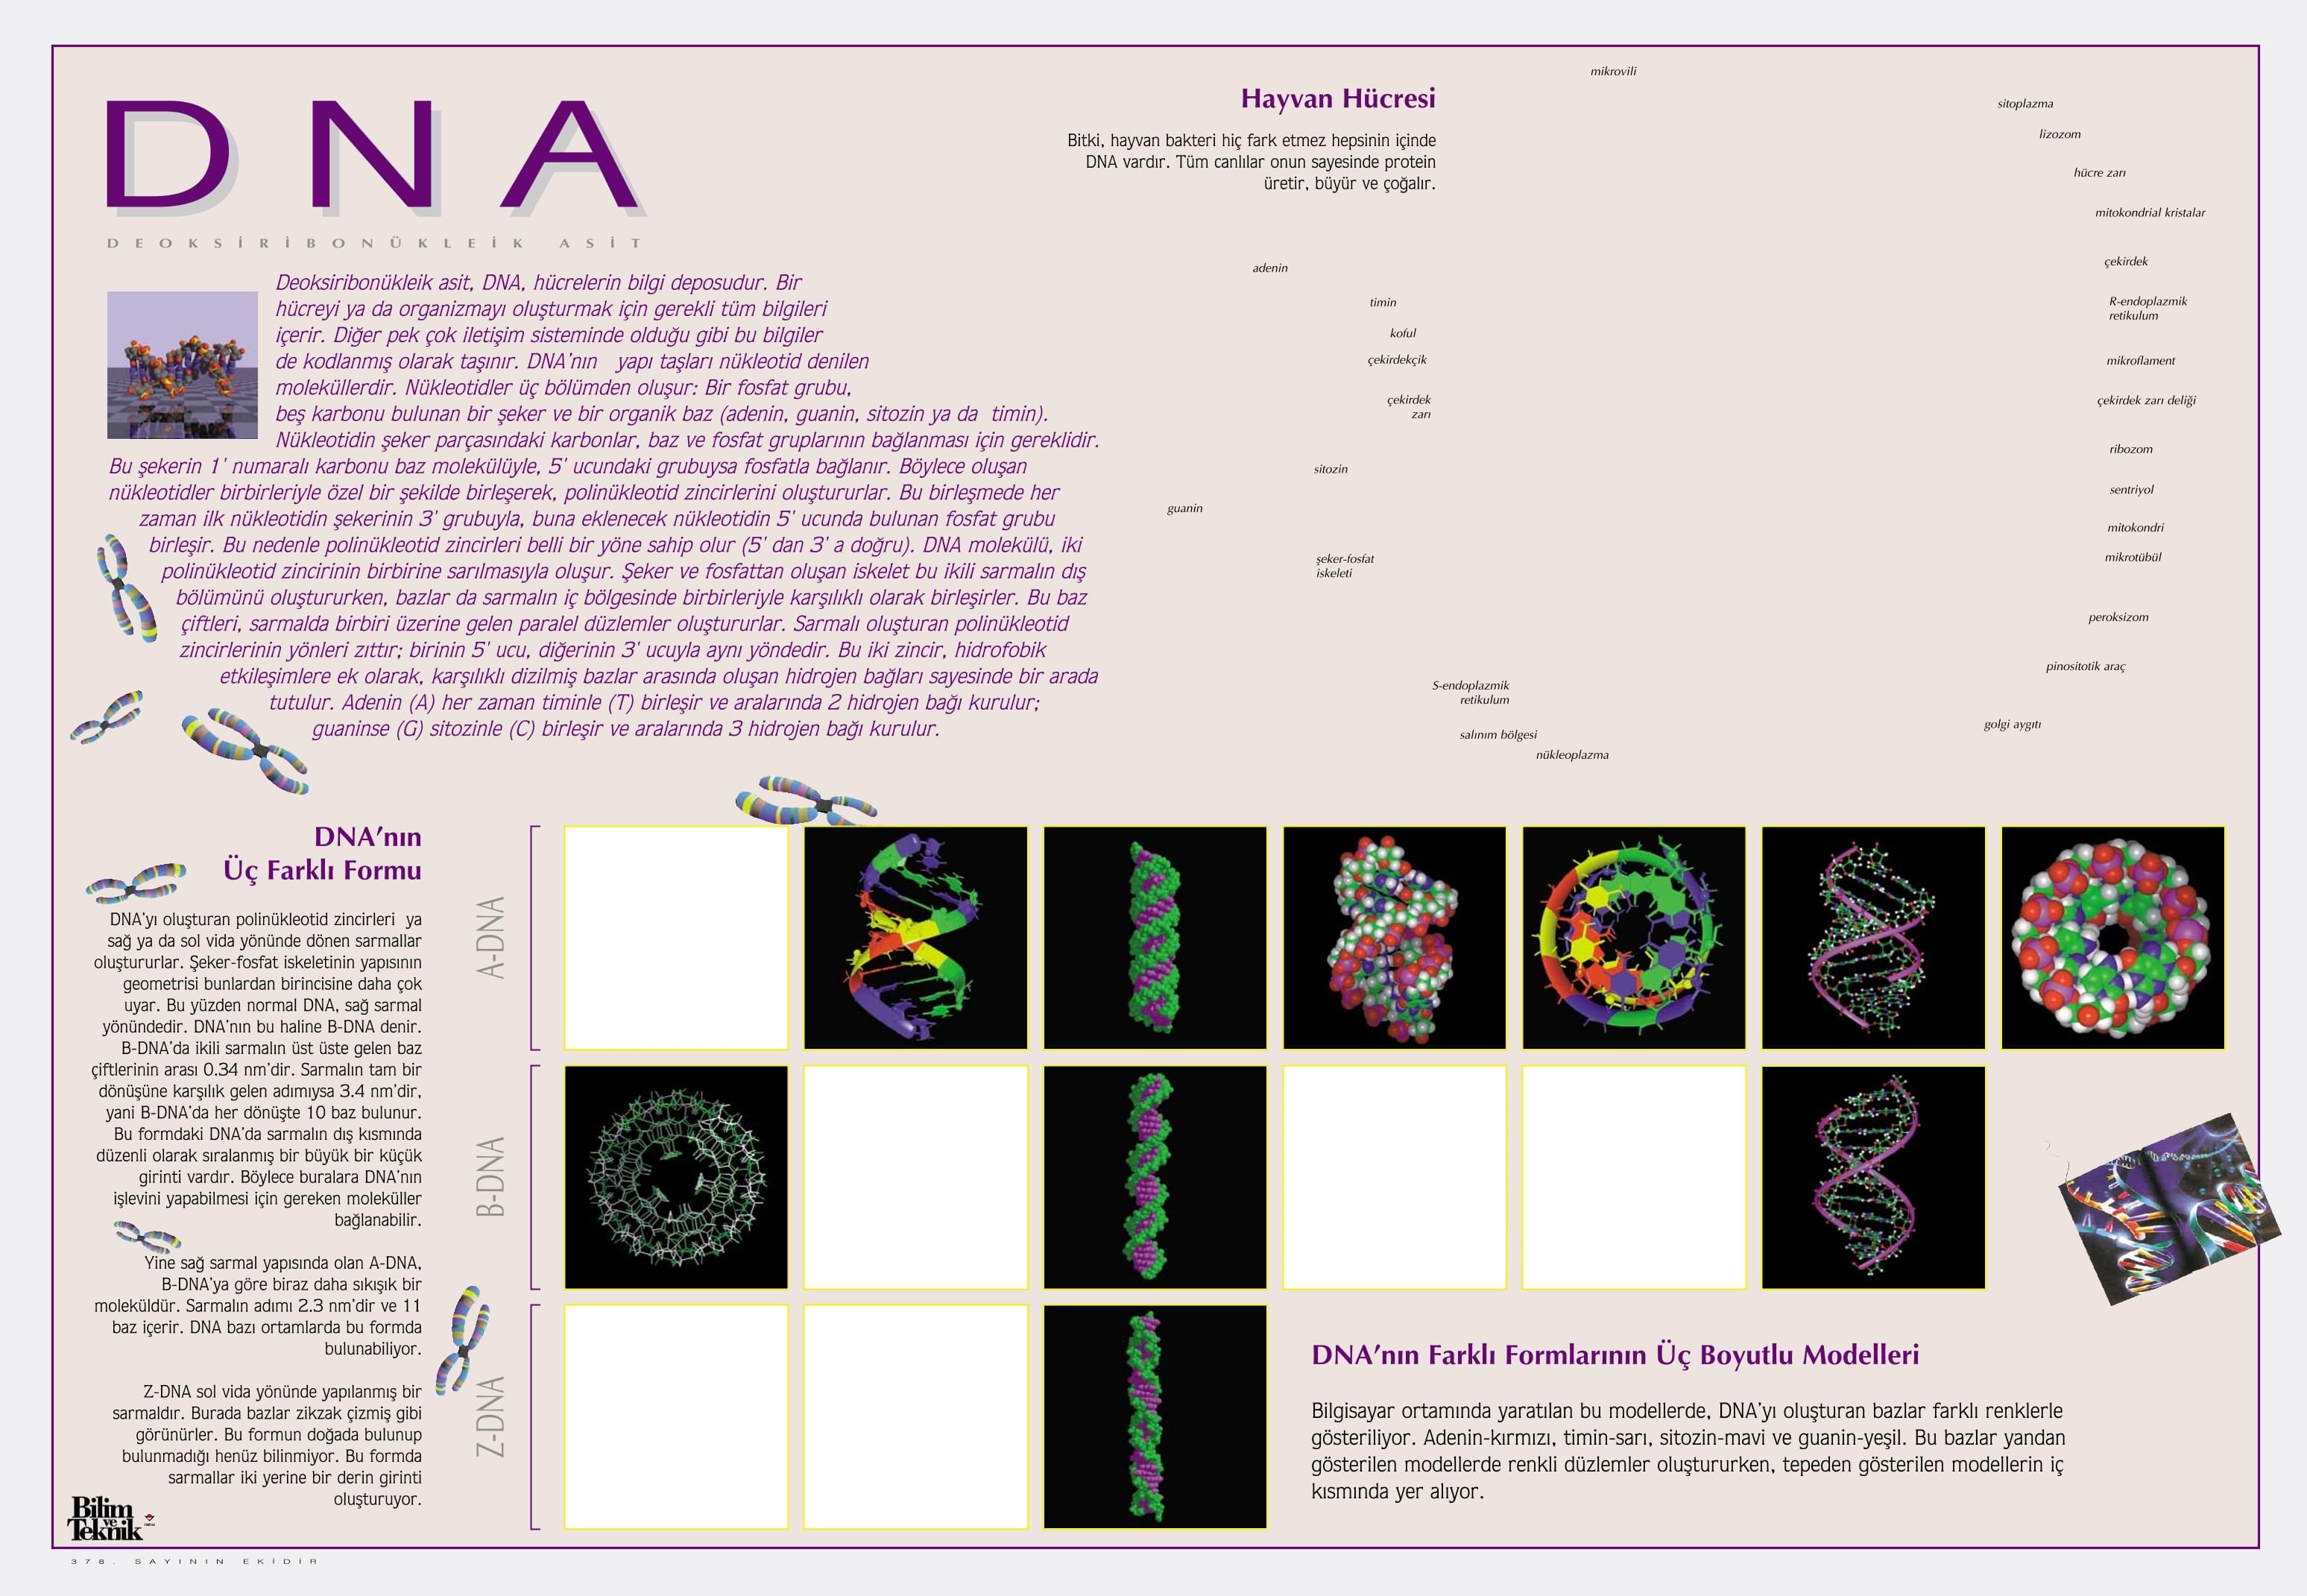 DNA
DEOKSİRİBONÜKLEİK ASİT
Deoksiribonükleik asit, DNA, hücrelerin bilgi deposudur. Bir
hücreyi ya da organizmayı oluşturmak için gerekli tüm bilgileri
içerir. Diğer pek çok iletişim sisteminde olduğu gibi bu bilgiler
de kodlanmış olarak taşınır. DNA'nın yapı taşları nükleotid denilen
moleküllerdir. Nükleotidler üç bölümden oluşur: Bir fosfat grubu,
beş karbonu bulunan bir şeker ve bir organik baz (adenin, guanin, sitozin ya da timin).
Nükleotidin şeker parçasındaki karbonlar, baz ve fosfat gruplarının bağlanması için gereklidir.
Bu şekerin 1' numaralı karbonu baz molekülüyle, 5' ucundaki grubuysa fosfatla bağlanır. Böylece oluşan
nükleotidler birbirleriyle özel bir şekilde birleşerek, polinükleotid zincirlerini oluştururlar. Bu birleşmede her
zaman ilk nükleotidin şekerinin 3' grubuyla, buna eklenecek nükleotidin 5' ucunda bulunan fosfat grubu
birleşir. Bu nedenle polinükleotid zincirleri belli bir yöne sahip olur (5' dan 3' a doğru). DNA molekülü, iki
polinükleotid zincirinin birbirine sarılmasıyla oluşur. Şeker ve fosfattan oluşan iskelet bu ikili sarmalın dış
bölümünü oluştururken, bazlar da sarmalın iç bölgesinde birbirleriyle karşılıklı olarak birleşirler. Bu baz
çiftleri, sarmalda birbiri üzerine gelen paralel düzlemler oluştururlar. Sarmalı oluşturan polinükleotid
zincirlerinin yönleri zıttır; birinin 5' ucu, diğerinin 3' ucuyla aynı yöndedir. Bu iki zincir, hidrofobik
etkileşimlere ek olarak, karşılıklı dizilmiş bazlar arasında oluşan hidrojen bağları sayesinde bir arada
tutulur. Adenin (A) her zaman timinle (T) birleşir ve aralarında 2 hidrojen bağı kurulur;
guaninse (G) sitozinle (C) birleşir ve aralarında 3 hidrojen bağı kurulur.
Hayvan Hücresi
Bitki, hayvan bakteri hiç fark etmez hepsinin içinde
DNA vardır. Tüm canlılar onun sayesinde protein
üretir, büyür ve çoğalır.
mikrovili
sitoplazma
lizozom
hücre zarı
mitokondrial kristalar
çekirdek
R-endoplazmik
retikulum
mikroflament
çekirdek zarı deliği
ribozom
sentriyol
mitokondri
mikrotübül
peroksizom
pinositotik araç
golgi aygıtı
adenin
timin
koful
çekirdekçik
çekirdek
zarı
sitozin
guanin
şeker-fosfat
iskeleti
S-endoplazmik
retikulum
salınım bölgesi
nükleoplazma
DNA'nın
Üç Farklı Formu
DNA'yı oluşturan polinükleotid zincirleri ya
sağ ya da sol vida yönünde dönen sarmallar
oluştururlar. Şeker-fosfat iskeletinin yapısının
geometrisi bunlardan birincisine daha çok
uyar. Bu yüzden normal DNA, sağ sarmal
yönündedir. DNA'nın bu haline B-DNA denir.
B-DNA'da ikili sarmalın üst üste gelen baz
çiftlerinin arası 0.34 nm'dir. Sarmalın tam bir
dönüşüne karşılık gelen adımıysa 3.4 nm'dir,
yani B-DNA'da her dönüşte 10 baz bulunur.
Bu formdaki DNA'da sarmalın dış kısmında
düzenli olarak sıralanmış bir büyük bir küçük
girinti vardır. Böylece buralara DNA'nın
işlevini yapabilmesi için gereken moleküller
bağlanabilir.
Yine sağ sarmal yapısında olan A-DNA,
B-DNA'ya göre biraz daha sıkışık bir
moleküldür. Sarmalın adımı 2.3 nm'dir ve 11
baz içerir. DNA bazı ortamlarda bu formda
bulunabiliyor.
Z-DNA sol vida yönünde yapılanmış bir
sarmaldır. Burada bazlar zikzak çizmiş gibi
görünürler. Bu formun doğada bulunup
bulunmadığı henüz bilinmiyor. Bu formda
sarmallar iki yerine bir derin girinti
oluşturuyor.
A-DNA
B-DNA
Z-DNA
DNA'nın Farklı Formlarının Üç Boyutlu Modelleri
Bilgisayar ortamında yaratılan bu modellerde, DNA'yı oluşturan bazlar farklı renklerle
gösteriliyor. Adenin-kırmızı, timin-sarı, sitozin-mavi ve guanin-yeşil. Bu bazlar yandan
gösterilen modellerde renkli düzlemler oluştururken, tepeden gösterilen modellerin iç
kısmında yer alıyor.
Bilim
ve
Teknik
378. SAYININ EKİDİR